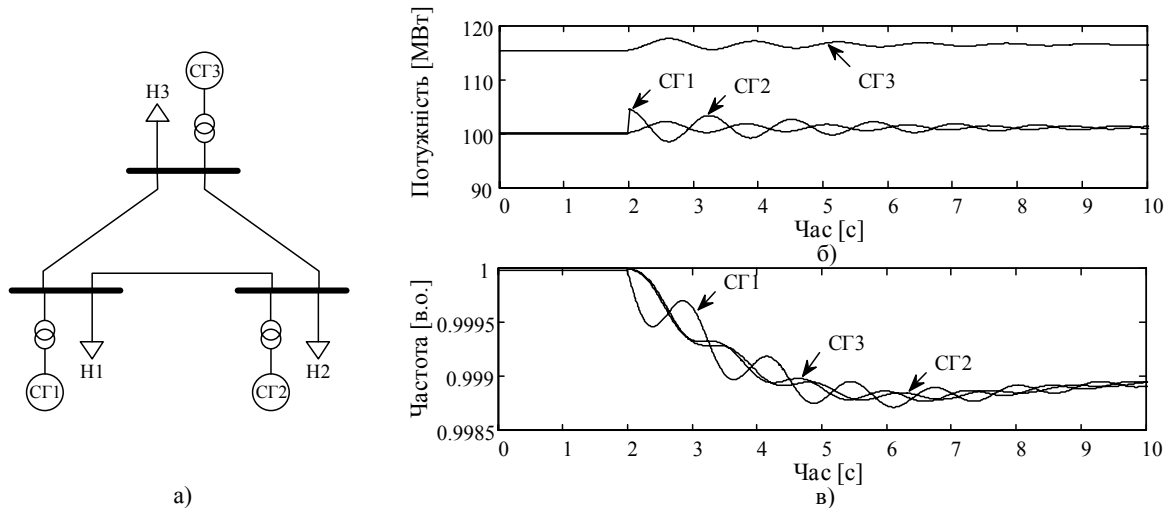 СГ3
Н3
Н1
Н2
СГ1
СГ2
а)
Потужність [МВт]
120
110
100
90
СГ1
СГ2
СГ3
0 1 2 3 4 5 6 7 8 9 10
Час [с]
б)
Частота [в.о.]
1
0.9995
0.999
0.9985
СГ1
СГ3
СГ2
0 1 2 3 4 5 6 7 8 9 10
Час [с]
в)